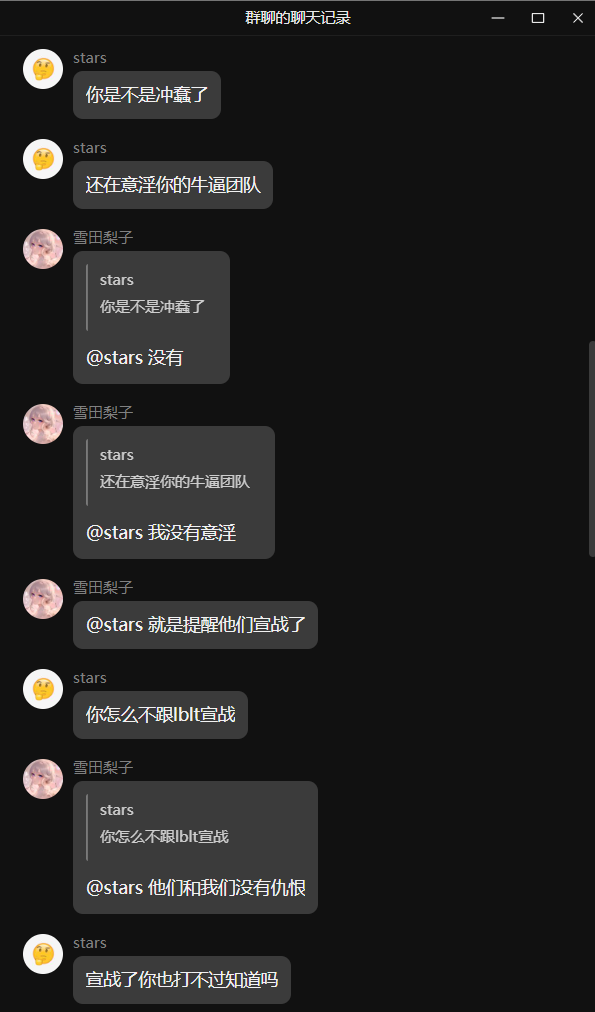 群聊的聊天记录
stars
你是不是冲蠢了
stars
还在意淫你的牛逼团队
雪田梨子
stars
你是不是冲蠢了
@stars 没有
雪田梨子
stars
还在意淫你的牛逼团队
@stars 我没有意淫
雪田梨子
@stars 就是提醒他们宣战了
stars
你怎么不跟lblt宣战
雪田梨子
stars
你怎么不跟lblt宣战
@stars 他们和我们没有仇恨
stars
宣战了你也打不过知道吗